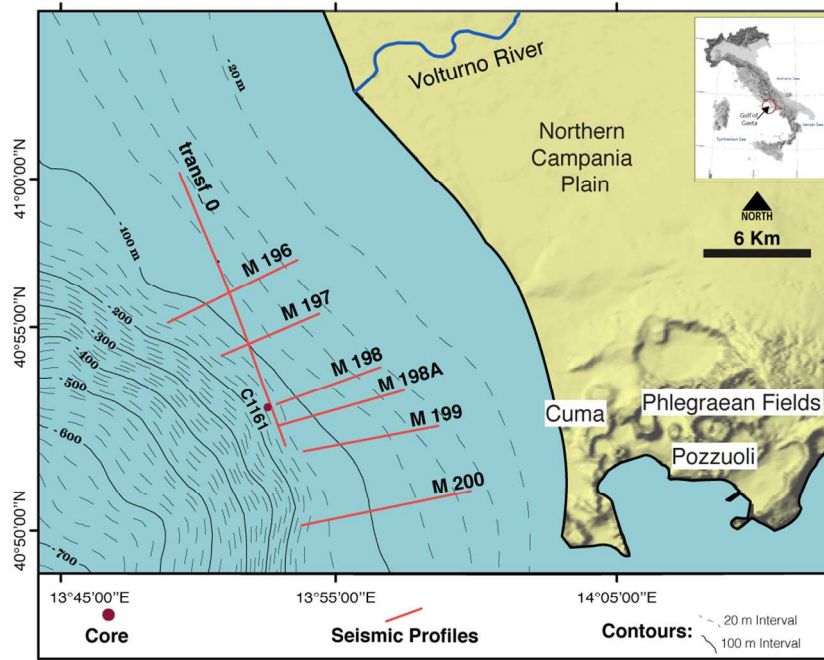 -20 m
Volturno River
Northern
Campania
Plain
Gulf of
Gaeta
NORTH
6 Km
41°00'00''N
40°55'00''N
40°50'00''N
transf_0
-100 m
-200
-300
-400
-500
-600
-700
M 196
M 197
M 198
M 198A
M 199
M 200
C1161
Cuma
Phlegraean Fields
Pozzuoli
13°45'00''E
13°55'00''E
14°05'00''E
Core
Seismic Profiles
Contours:
20 m Interval
100 m Interval